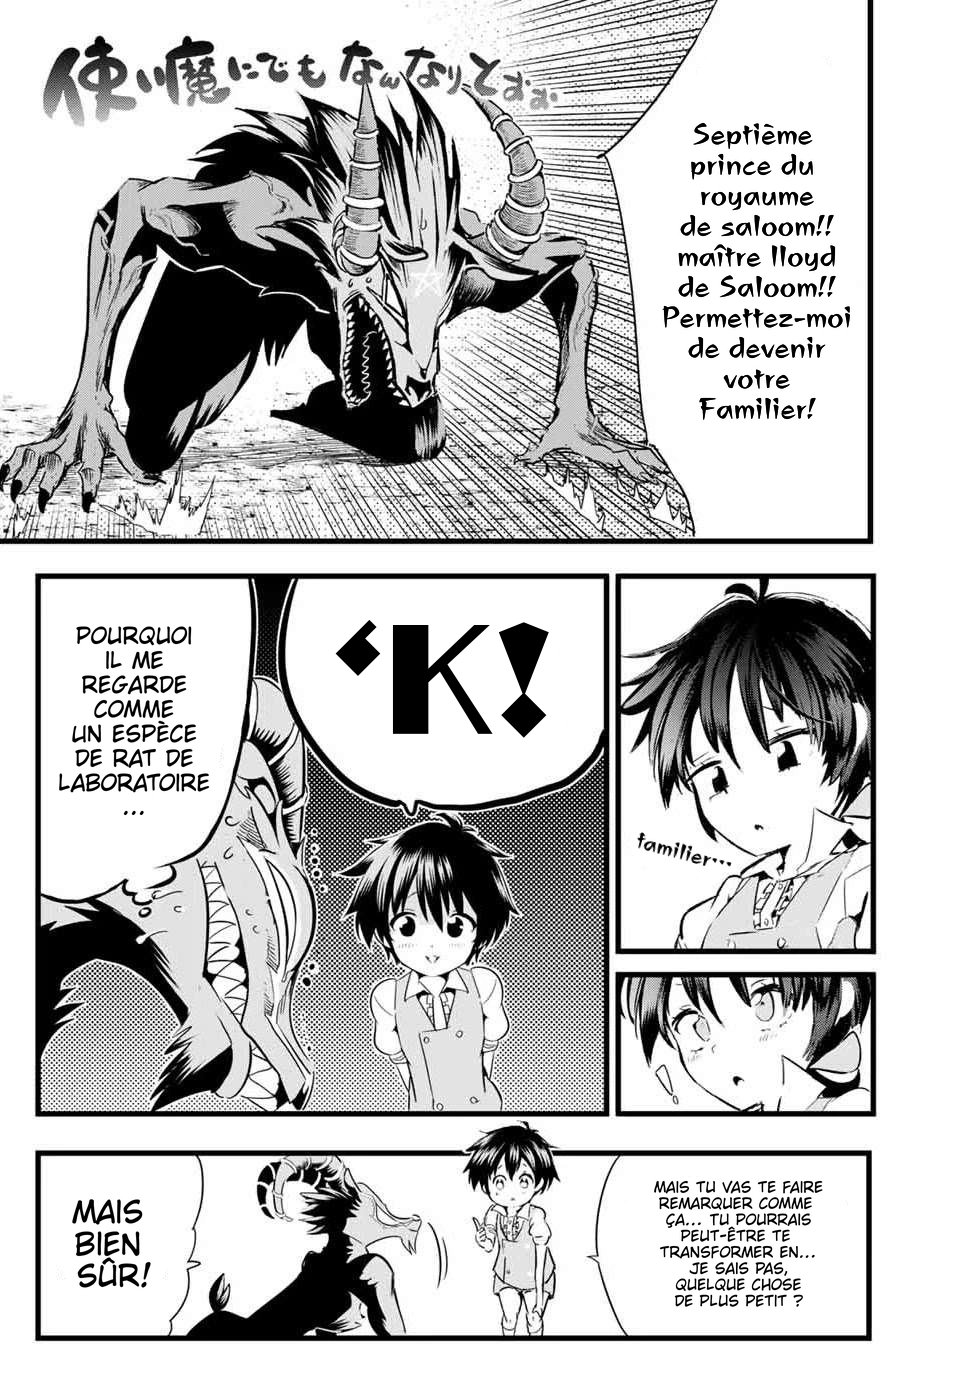 使い魔にでもなんなりとぉぉ
Septième
prince du
royaume
de saloom!!
maître lloyd
de Saloom!!
Permettez-moi
de devenir
votre
Familier!
familier...
'K!
POURQUOI
IL ME
REGARDE
COMME
UN ESPÈCE
DE RAT DE
LABORATOIRE
...
MAIS TU VAS TE FAIRE
REMARQUER COMME
ÇA... TU POURRAIS
PEUT-ÊTRE TE
TRANSFORMER EN...
JE SAIS PAS,
QUELQUE CHOSE
DE PLUS PETIT ?
MAIS
BIEN
SÛR!